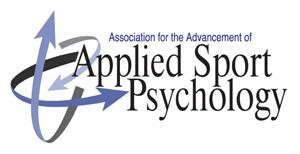 Association for the Advancement of
Applied Sport
Psychology